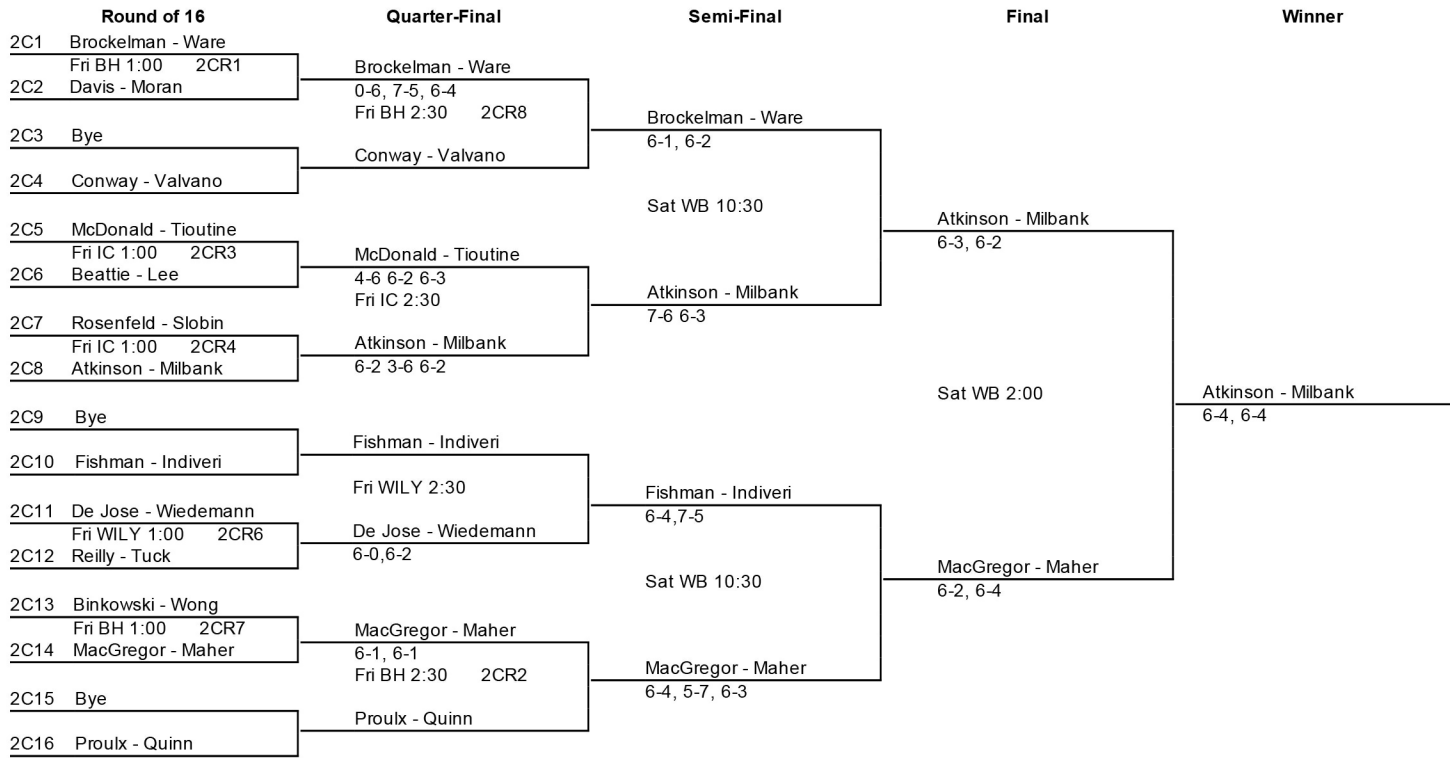 Round of 16 Quarter-Final Semi-Final Final Winner
2C1 Brockelman - Ware
Fri BH 1:00 2CR1
2C2 Davis - Moran
2C3 Bye
2C4 Conway - Valvano
2C5 McDonald - Tioutine
Fri IC 1:00 2CR3
2C6 Beattie - Lee
2C7 Rosenfeld - Slobin
Fri IC 1:00 2CR4
2C8 Atkinson - Milbank
2C9 Bye
2C10 Fishman - Indiveri
2C11 De Jose - Wiedemann
Fri WILY 1:00 2CR6
2C12 Reilly - Tuck
2C13 Binkowski - Wong
Fri BH 1:00 2CR7
2C14 MacGregor - Maher
2C15 Bye
2C16 Proulx - Quinn
Brockelman - Ware
0-6, 7-5, 6-4
Fri BH 2:30 2CR8
Conway - Valvano
McDonald - Tioutine
4-6 6-2 6-3
Fri IC 2:30
Atkinson - Milbank
6-2 3-6 6-2
Fishman - Indiveri
Fri WILY 2:30
De Jose - Wiedemann
6-0,6-2
MacGregor - Maher
6-1, 6-1
Fri BH 2:30 2CR2
Proulx - Quinn
Brockelman - Ware
6-1, 6-2
Sat WB 10:30
Atkinson - Milbank
7-6 6-3
Fishman - Indiveri
6-4,7-5
Sat WB 10:30
MacGregor - Maher
6-4, 5-7, 6-3
Atkinson - Milbank
6-3, 6-2
Sat WB 2:00
MacGregor - Maher
6-2, 6-4
Atkinson - Milbank
6-4, 6-4